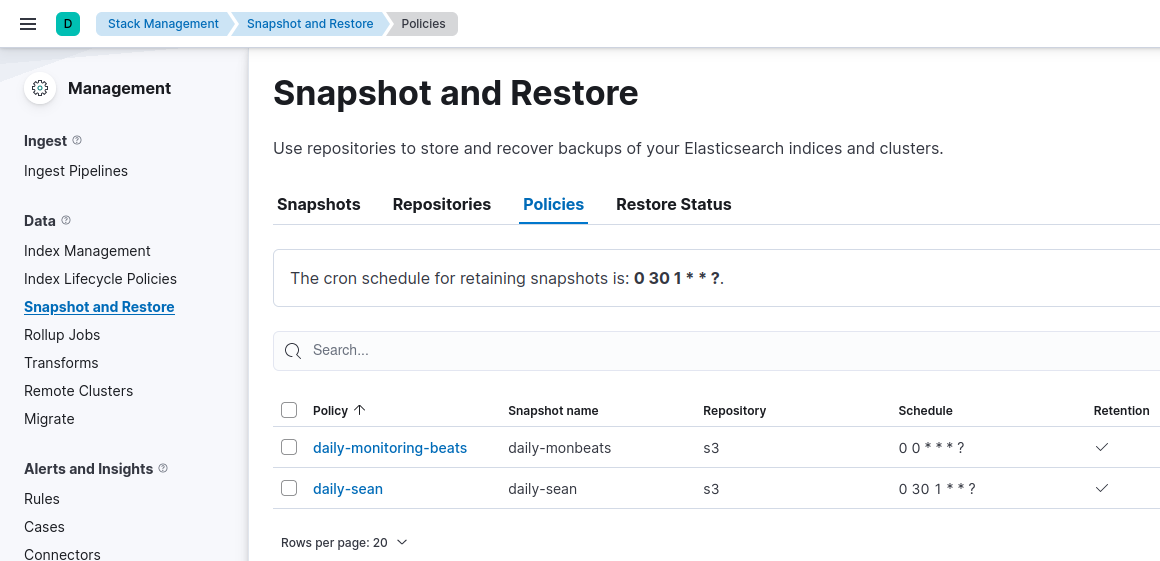 D Stack Management Snapshot and Restore Policies
Management
Ingest
Ingest Pipelines
Data
Index Management
Index Lifecycle Policies
Snapshot and Restore
Rollup Jobs
Transforms
Remote Clusters
Migrate
Alerts and Insights
Rules
Cases
Connectors
Snapshot and Restore
Use repositories to store and recover backups of your Elasticsearch indices and clusters.
Snapshots Repositories Policies Restore Status
The cron schedule for retaining snapshots is: 0 30 1 * * ?.
Search...
Policy Snapshot name Repository Schedule Retention
daily-monitoring-beats daily-monbeats s3 0 0 * * * ?
daily-sean daily-sean s3 0 30 1 * * ?
Rows per page: 20